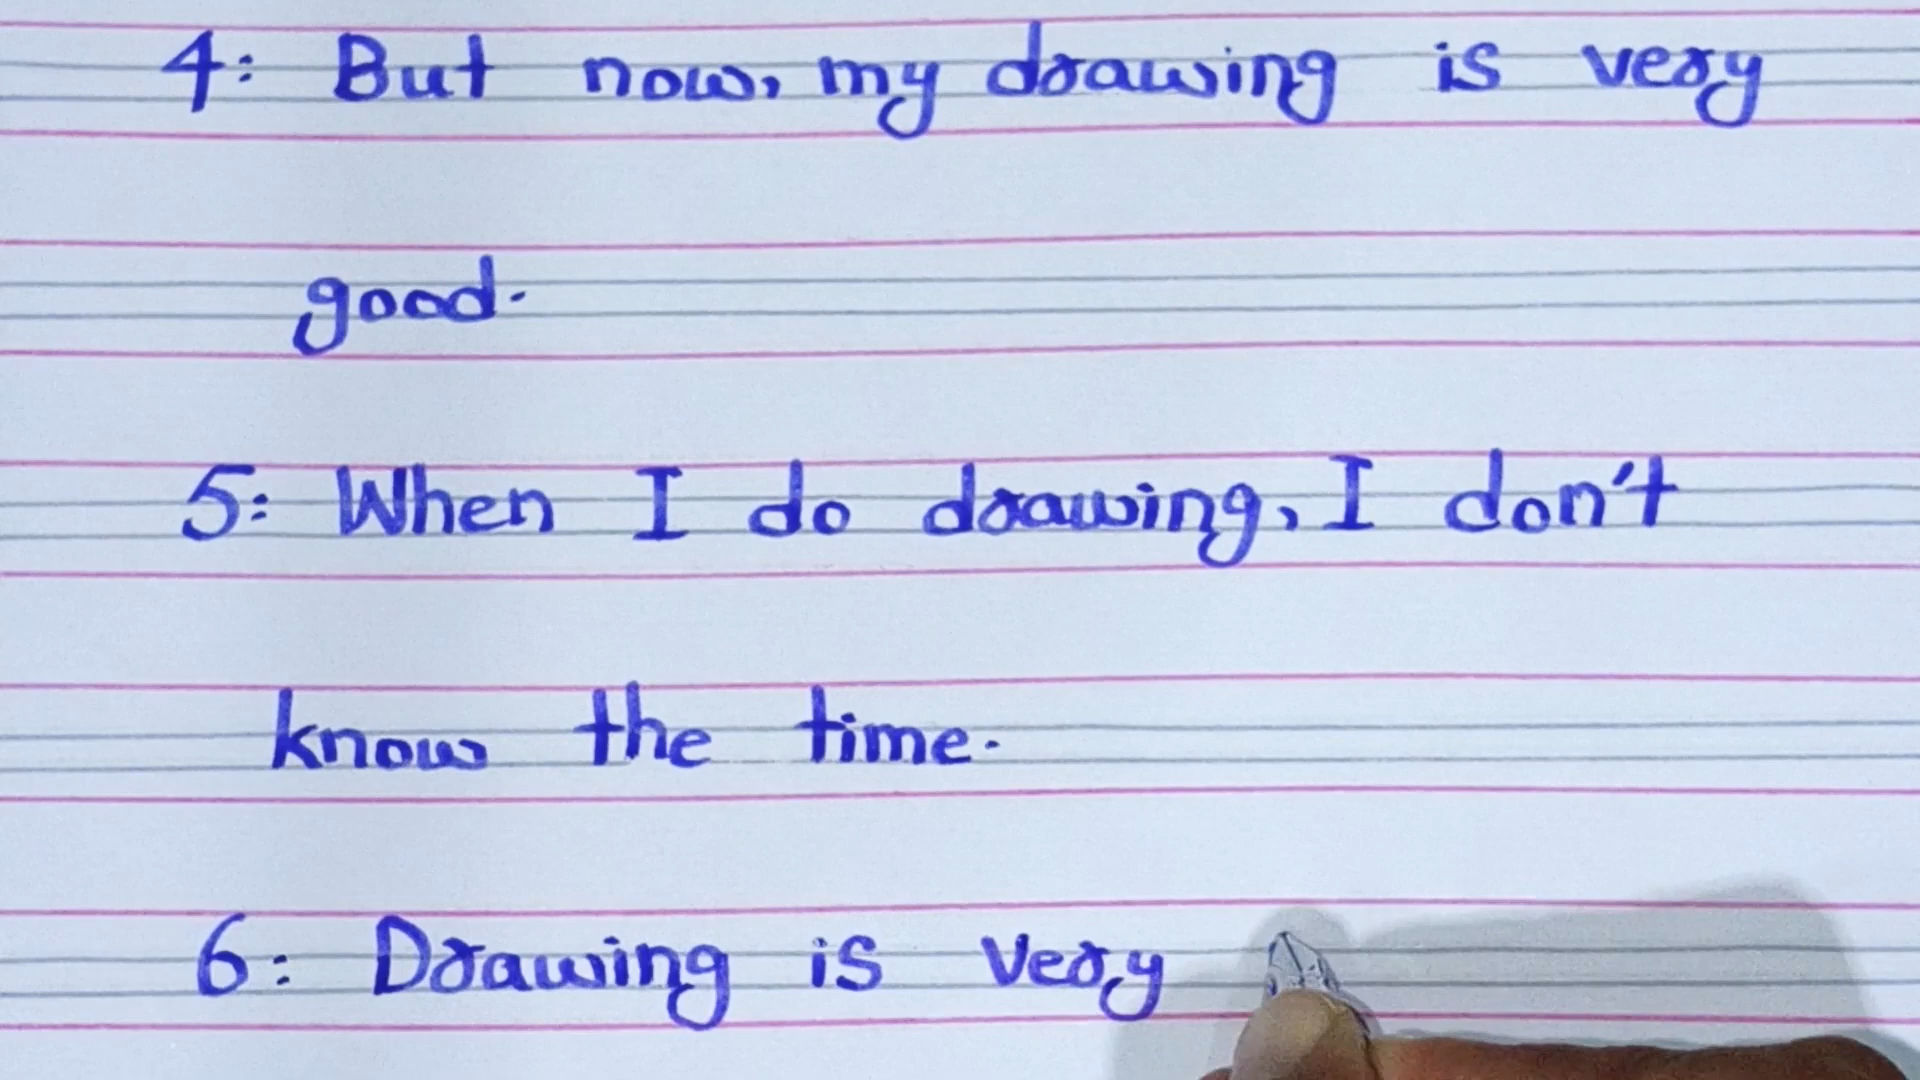 4: But now, my drawing is very
good.
5: When I do drawing, I don't
know the time.
6: Drawing is very